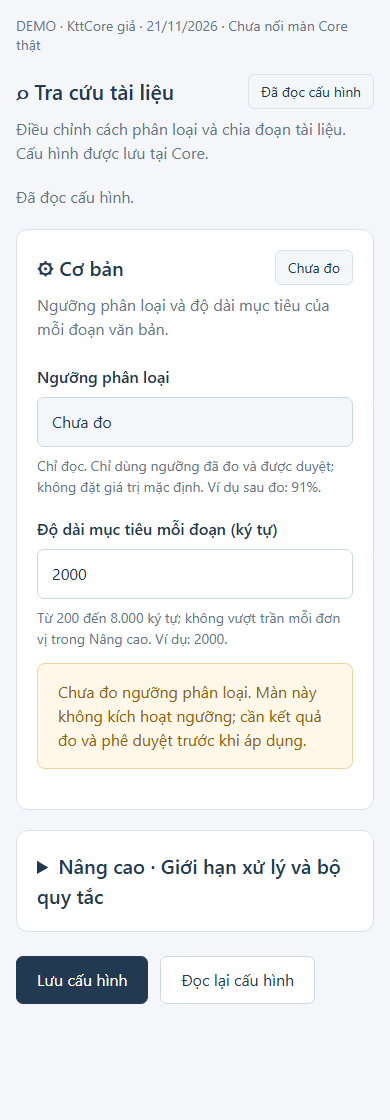 DEMO · KttCore giả · 21/11/2026 · Chưa nối màn Core
thật
Tra cứu tài liệu
Đã đọc cấu hình
Điều chỉnh cách phân loại và chia đoạn tài liệu.
Cấu hình được lưu tại Core.
Đã đọc cấu hình.
Cơ bản
Chưa đo
Ngưỡng phân loại và độ dài mục tiêu của
mỗi đoạn văn bản.
Ngưỡng phân loại
Chưa đo
Chỉ đọc. Chỉ dùng ngưỡng đã đo và được duyệt;
không đặt giá trị mặc định. Ví dụ sau đo: 91%.
Độ dài mục tiêu mỗi đoạn (ký tự)
2000
Từ 200 đến 8.000 ký tự; không vượt trần mỗi đơn
vị trong Nâng cao. Ví dụ: 2000.
Chưa đo ngưỡng phân loại. Màn này
không kích hoạt ngưỡng; cần kết quả
đo và phê duyệt trước khi áp dụng.
Nâng cao · Giới hạn xử lý và bộ
quy tắc
Lưu cấu hình
Đọc lại cấu hình